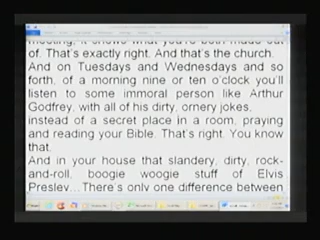 meeting, it shows what you're both made out
of. That's exactly right. And that's the church.
And on Tuesdays and Wednesdays and so
forth, of a morning nine or ten o'clock you'll
listen to some immoral person like Arthur
Godfrey, with all of his dirty, ornery jokes,
instead of a secret place in a room, praying
and reading your Bible. That's right. You know
that.
And in your house that slandery, dirty, rock-
and-roll, boogie woogie stuff of Elvis
Presley...There's only one difference between